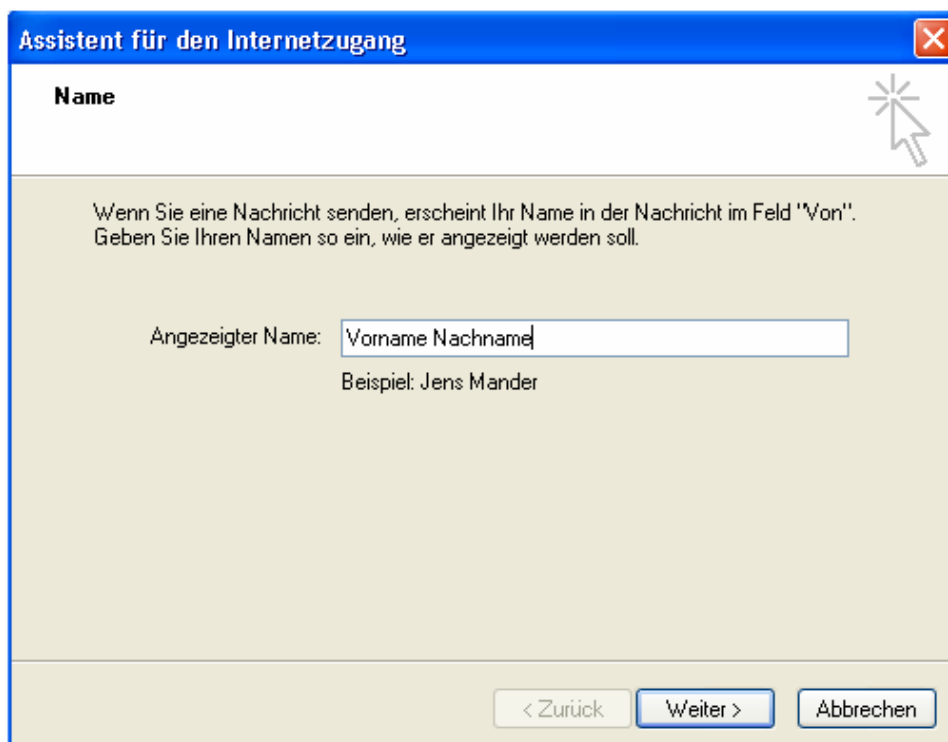 Assistent für den Internetzugang
Name
Wenn Sie eine Nachricht senden, erscheint Ihr Name in der Nachricht im Feld "Von".
Geben Sie Ihren Namen so ein, wie er angezeigt werden soll.
Angezeigter Name: Vorname Nachname
Beispiel: Jens Mander
< Zurück Weiter > Abbrechen